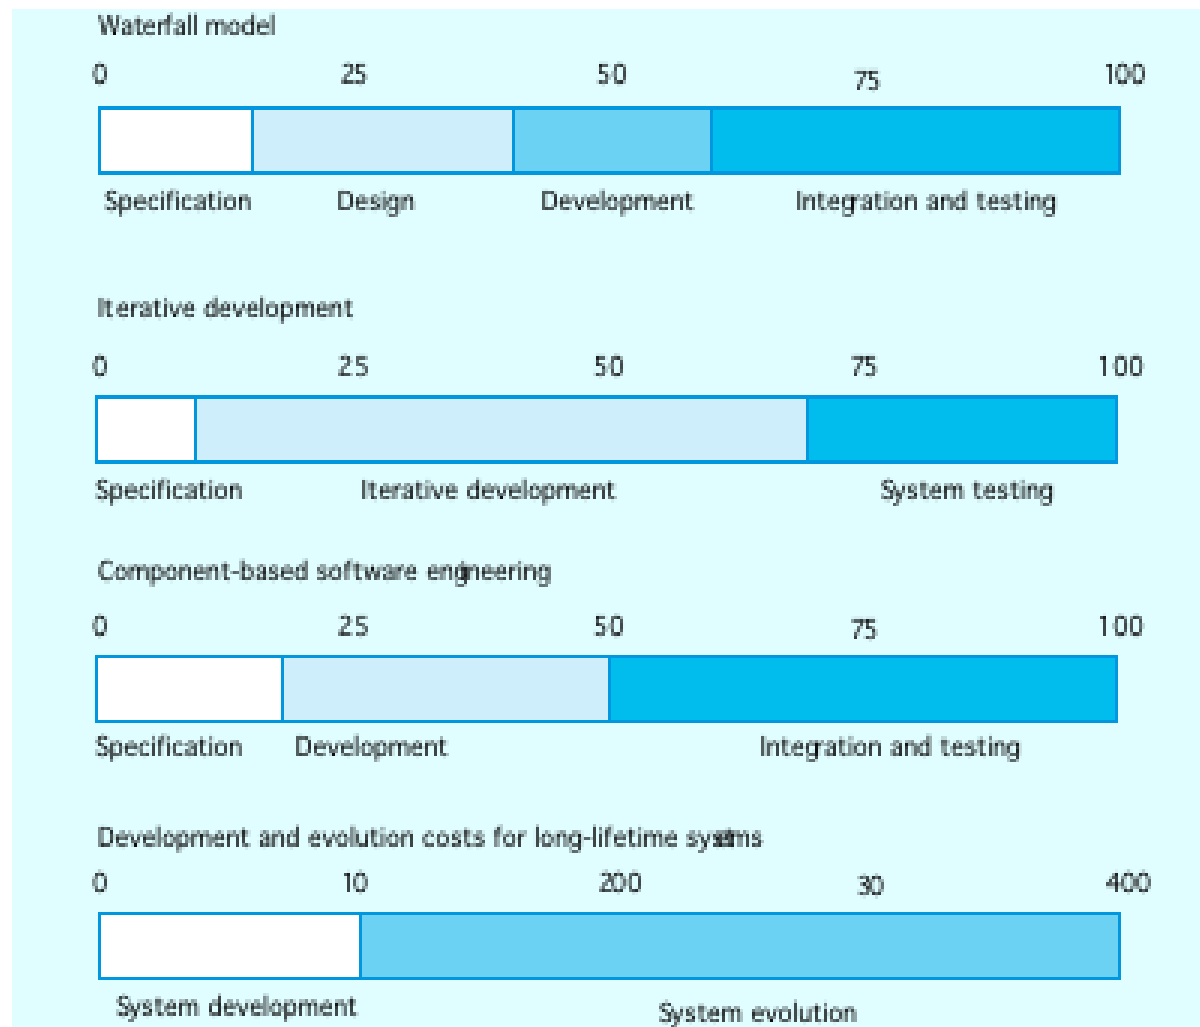 Waterfall model
0 25 50 75 100
Specification Design Development Integration and testing
Iterative development
0 25 50 75 100
Specification Iterative development System testing
Component-based software engineering
0 25 50 75 100
Specification Development Integration and testing
Development and evolution costs for long-lifetime systems
0 10 200 30 400
System development System evolution